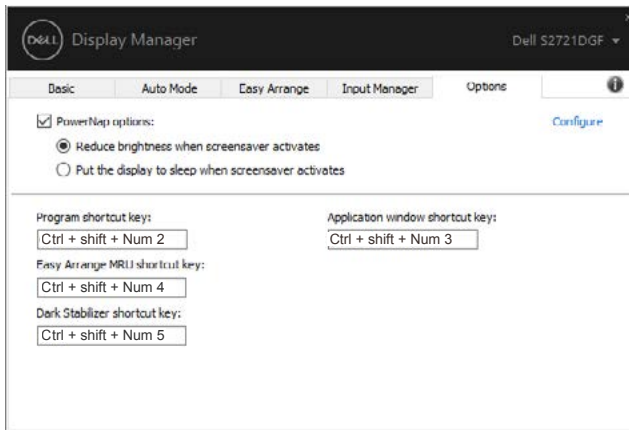 DELL Display Manager
Dell S2721DGF
Basic Auto Mode Easy Arrange Input Manager Options
PowerNap options:
Configure
Reduce brightness when screensaver activates
Put the display to sleep when screensaver activates
Program shortcut key:
Application window shortcut key:
Ctrl + shift + Num 2
Ctrl + shift + Num 3
Easy Arrange MRU shortcut key:
Ctrl + shift + Num 4
Dark Stabilizer shortcut key:
Ctrl + shift + Num 5